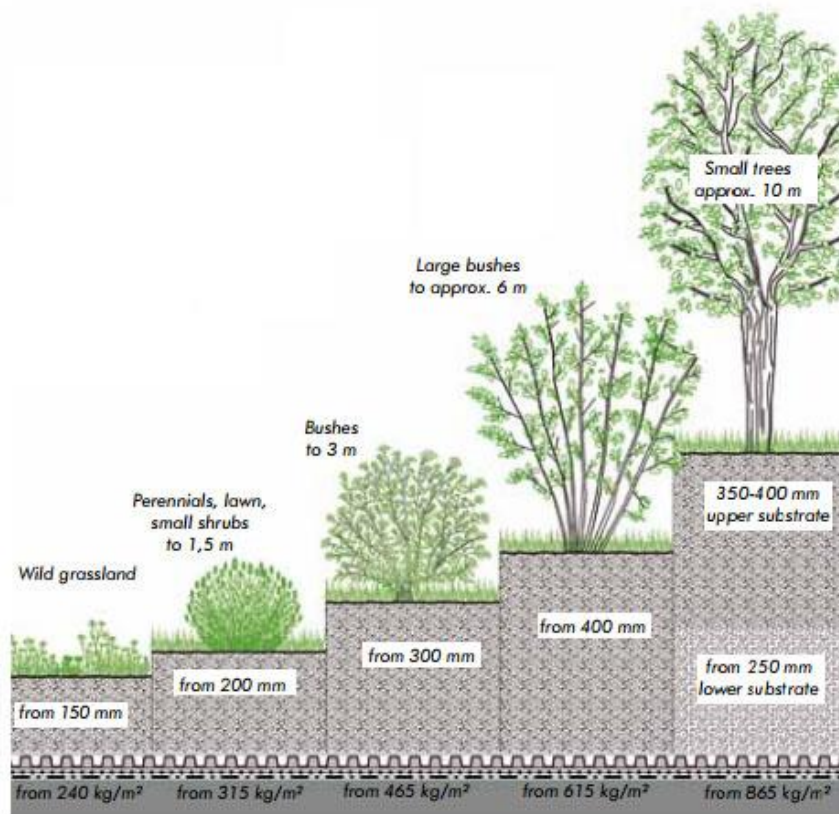 Small trees
approx. 10 m
Large bushes
to approx. 6 m
Bushes
to 3 m
Perennials, lawn,
small shrubs
to 1,5 m
Wild grassland
350-400 mm
upper substrate
from 400 mm
from 300 mm
from 200 mm
from 150 mm
from 250 mm
lower substrate
from 240 kg/m²
from 315 kg/m²
from 465 kg/m²
from 615 kg/m²
from 865 kg/m²